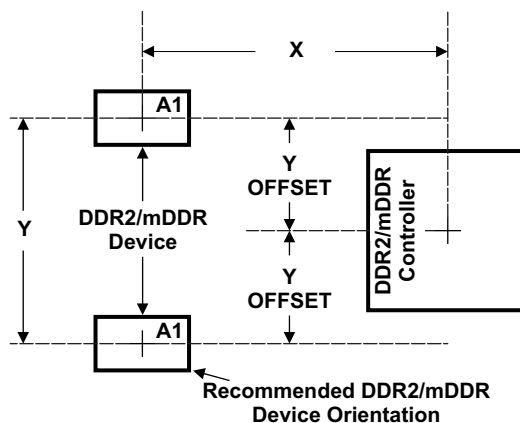 X
A1
Y
OFFSET
Y
DDR2/mDDR
Device
DDR2/mDDR
Controller
Y
OFFSET
A1
Recommended DDR2/mDDR
Device Orientation